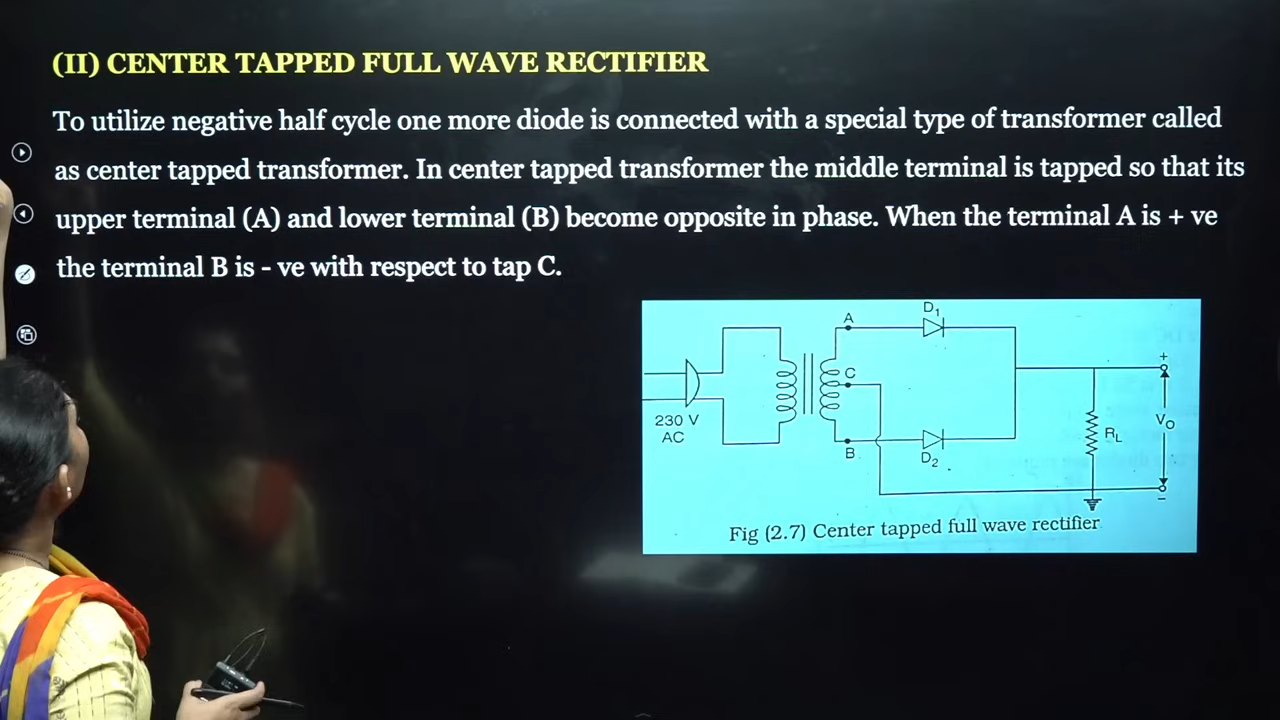 (II) CENTER TAPPED FULL WAVE RECTIFIER
To utilize negative half cycle one more diode is connected with a special type of transformer called
as center tapped transformer. In center tapped transformer the middle terminal is tapped so that its
upper terminal (A) and lower terminal (B) become opposite in phase. When the terminal A is + ve
the terminal B is - ve with respect to tap C.
A
D1
C
+
230 V
AC
RL
VO
B
D2
–
Fig (2.7) Center tapped full wave rectifier